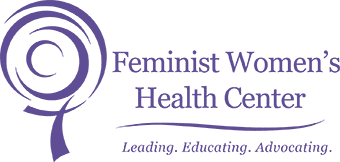 Feminist Women's
Health Center
Leading. Educating. Advocating.